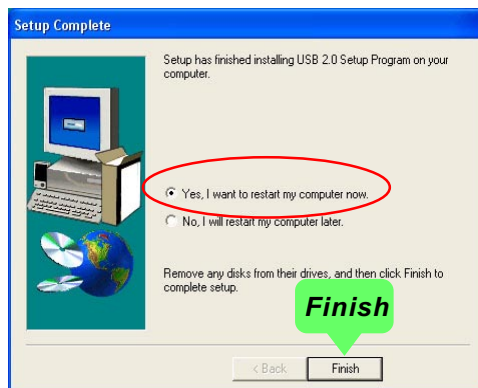 Setup Complete
Setup has finished installing USB 2.0 Setup Program on your
computer.
Yes, I want to restart my computer now.
No, I will restart my computer later.
Remove any disks from their drives, and then click Finish to
complete setup.
Finish
< Back
Finish